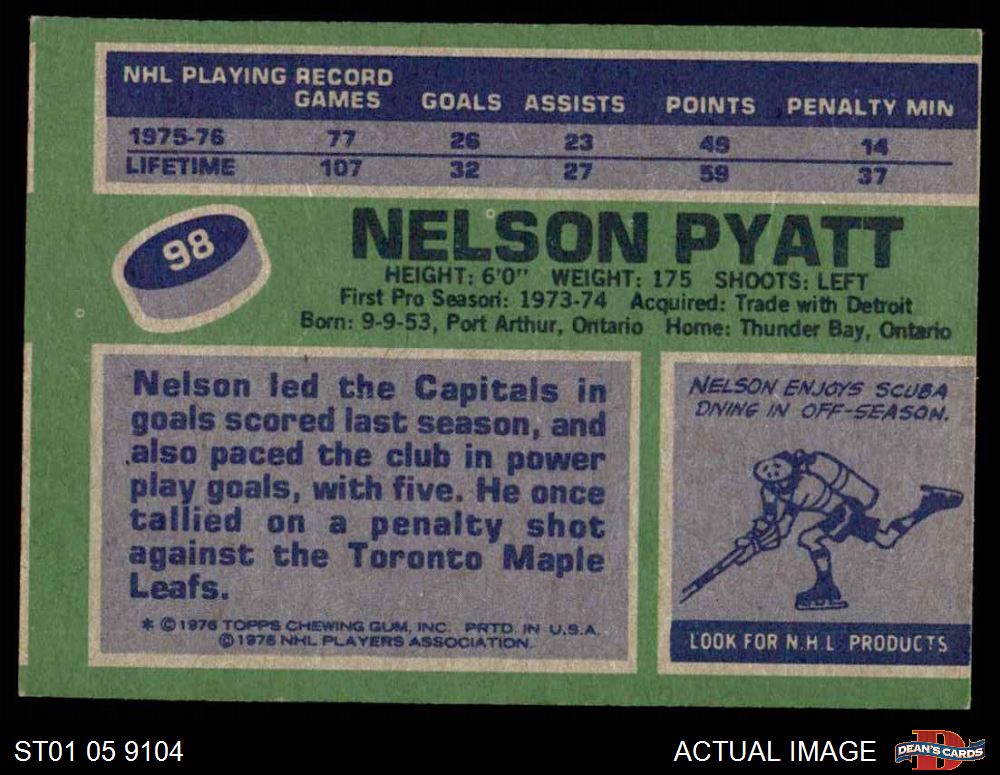 NHL PLAYING RECORD
GAMES GOALS ASSISTS POINTS PENALTY MIN
1975-76 77 26 23 49 14
LIFETIME 107 32 27 59 37
98
NELSON PYATT
HEIGHT: 6'0" WEIGHT: 175 SHOOTS: LEFT
First Pro Season: 1973-74 Acquired: Trade with Detroit
Born: 9-9-53, Port Arthur, Ontario Home: Thunder Bay, Ontario
Nelson led the Capitals in
goals scored last season, and
also paced the club in power
play goals, with five. He once
tallied on a penalty shot
against the Toronto Maple
Leafs.
* © 1976 TOPPS CHEWING GUM, INC. PRTD. IN U.S.A.
© 1976 NHL PLAYERS ASSOCIATION.
NELSON ENJOYS SCUBA
DIVING IN OFF-SEASON.
LOOK FOR N.H.L PRODUCTS
ST01 05 9104
ACTUAL IMAGE
DEAN'S CARDS